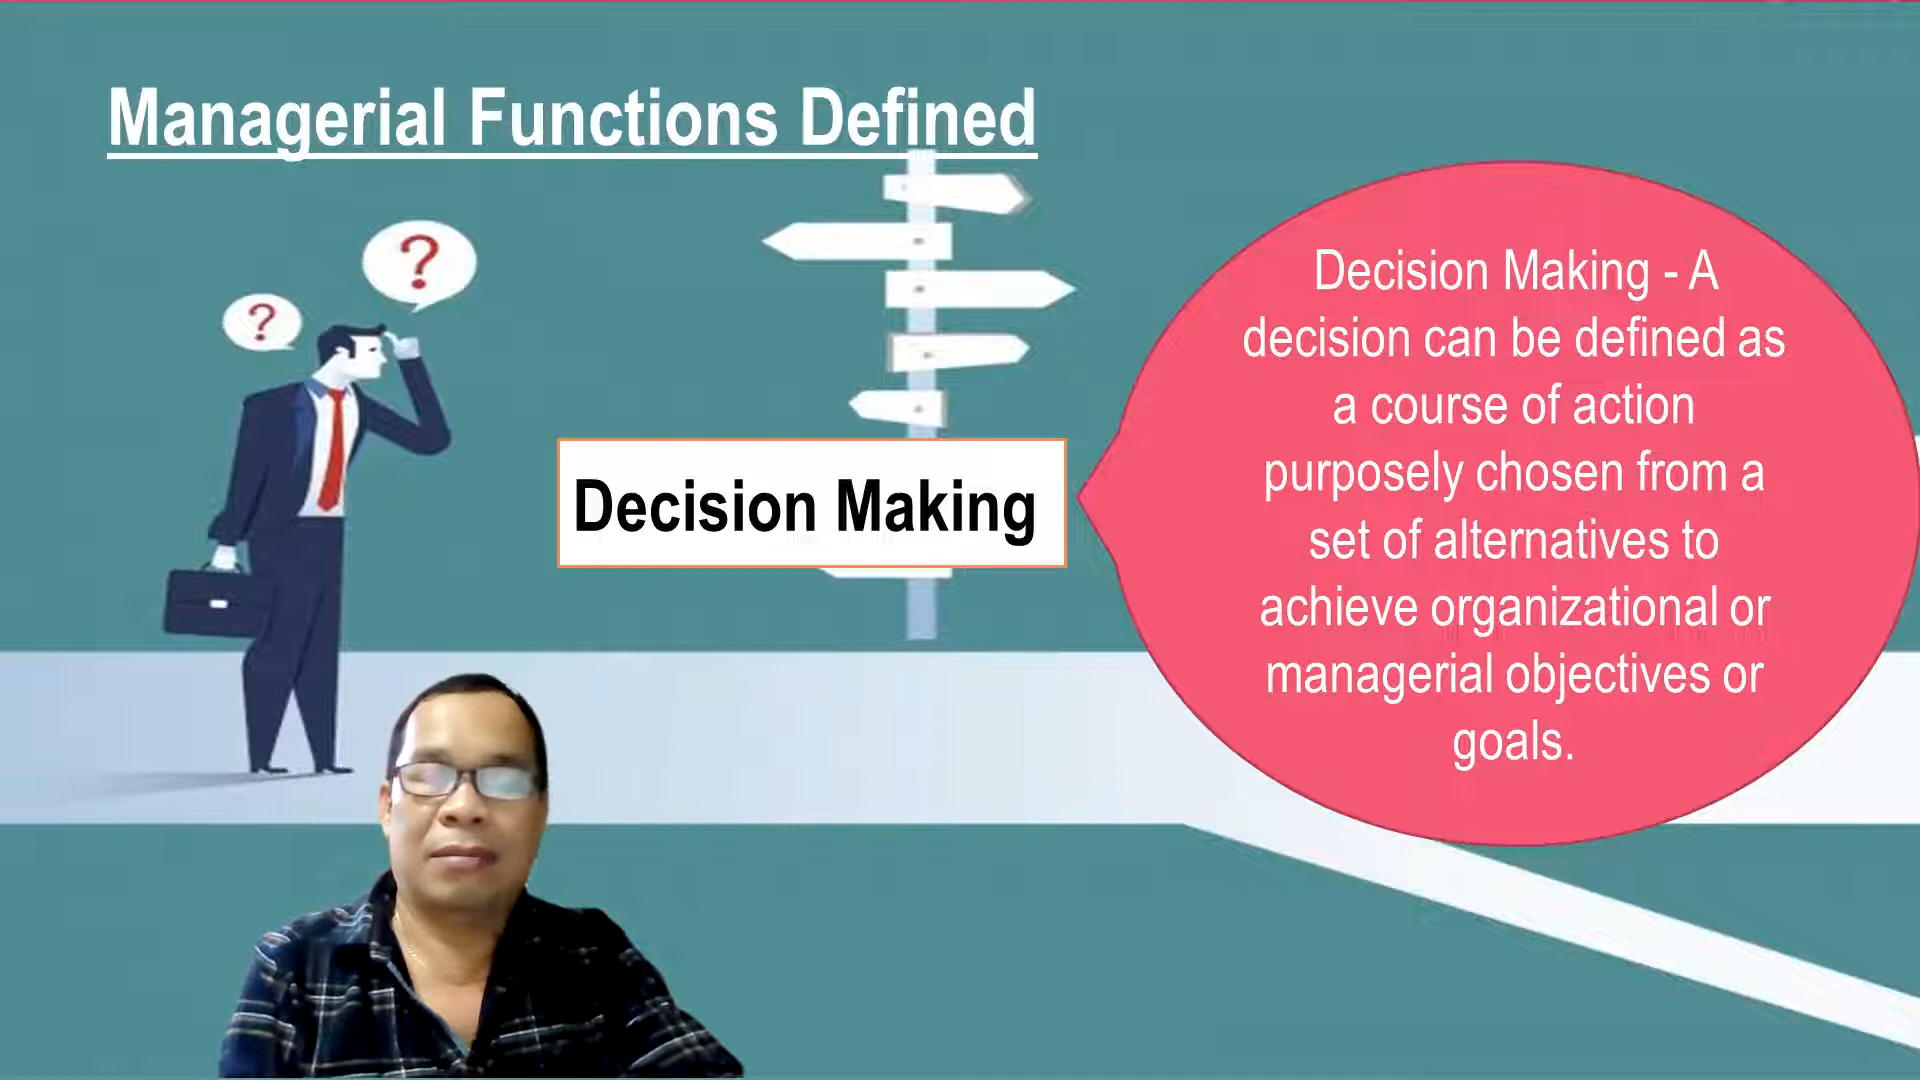 Managerial Functions Defined
?
?
Decision Making
Decision Making - A
decision can be defined as
a course of action
purposely chosen from a
set of alternatives to
achieve organizational or
managerial objectives or
goals.